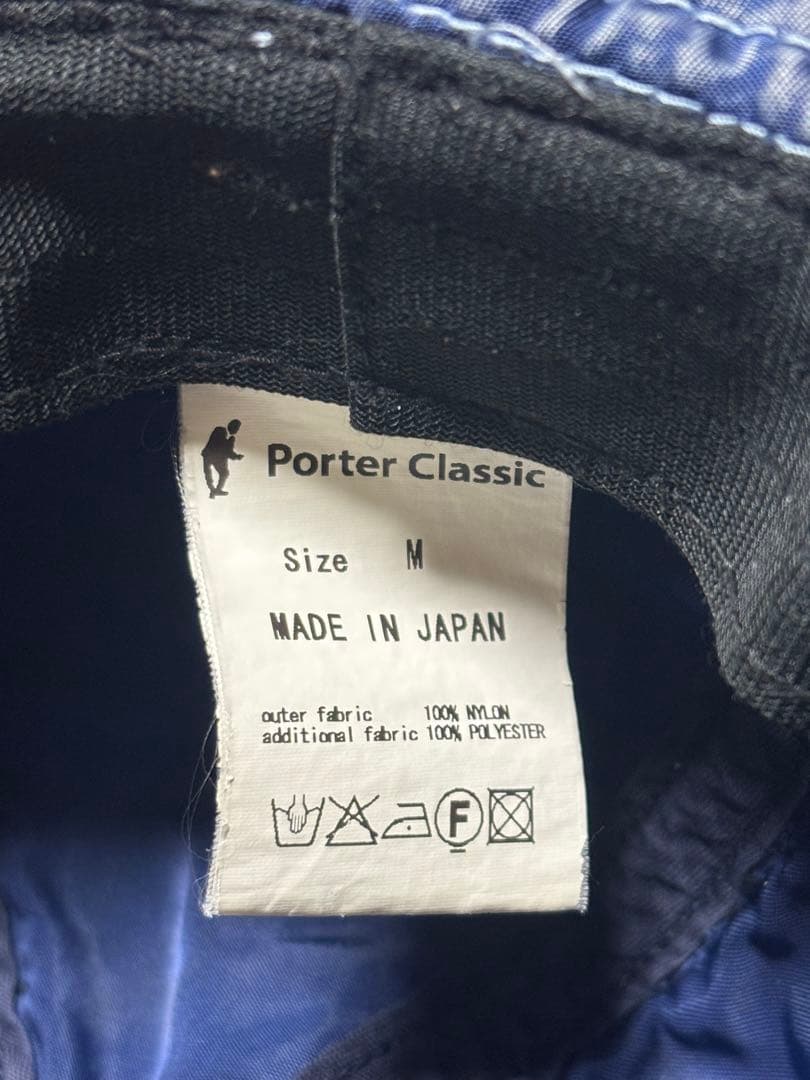 Porter Classic
Size M
MADE IN JAPAN
outer fabric 100% NYLON
additional fabric 100% POLYESTER
F